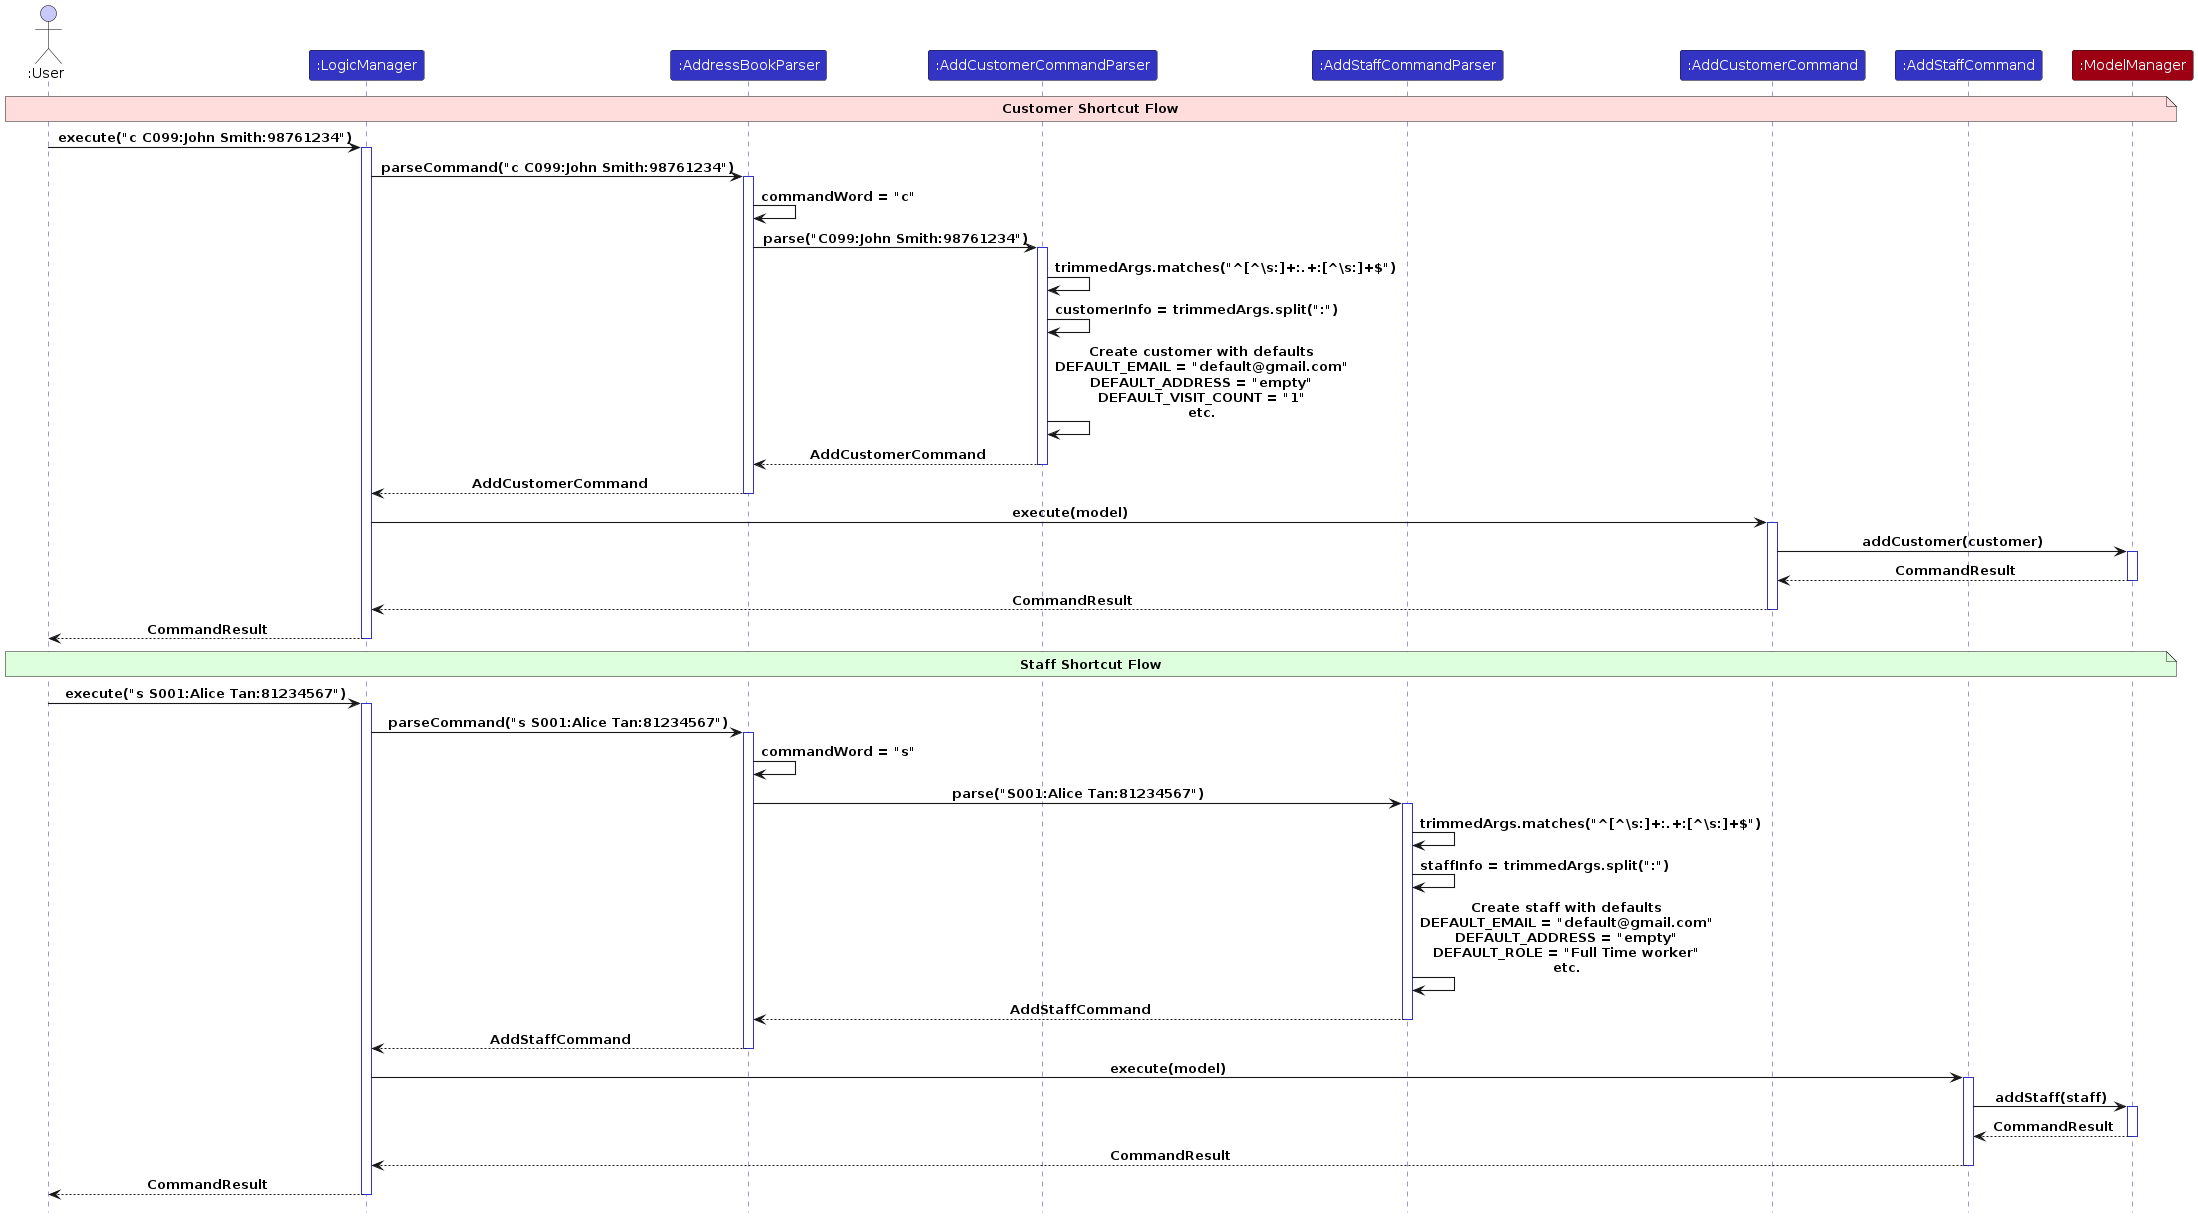 :User
:LogicManager
:AddressBookParser
:AddCustomerCommandParser
:AddStaffCommandParser
:AddCustomerCommand
:AddStaffCommand
:ModelManager
Customer Shortcut Flow
execute("c C099:John Smith:98761234")
parseCommand("c C099:John Smith:98761234")
commandWord = "c"
parse("C099:John Smith:98761234")
trimmedArgs.matches("^[^\s:]+:.+:[^\s:]+$")
customerInfo = trimmedArgs.split(":")
Create customer with defaults
DEFAULT_EMAIL = "default@gmail.com"
DEFAULT_ADDRESS = "empty"
DEFAULT_VISIT_COUNT = "1"
etc.
AddCustomerCommand
AddCustomerCommand
execute(model)
addCustomer(customer)
CommandResult
CommandResult
CommandResult
Staff Shortcut Flow
execute("s S001:Alice Tan:81234567")
parseCommand("s S001:Alice Tan:81234567")
commandWord = "s"
parse("S001:Alice Tan:81234567")
trimmedArgs.matches("^[^\s:]+:.+:[^\s:]+$")
staffInfo = trimmedArgs.split(":")
Create staff with defaults
DEFAULT_EMAIL = "default@gmail.com"
DEFAULT_ADDRESS = "empty"
DEFAULT_ROLE = "Full Time worker"
etc.
AddStaffCommand
AddStaffCommand
execute(model)
addStaff(staff)
CommandResult
CommandResult
CommandResult